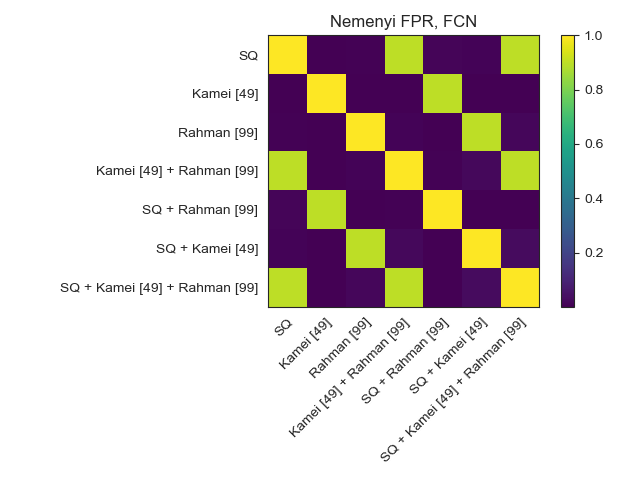 Nemenyi FPR, FCN
SQ
Kamei [49]
Rahman [99]
Kamei [49] + Rahman [99]
SQ + Rahman [99]
SQ + Kamei [49]
SQ + Kamei [49] + Rahman [99]
SQ
Kamei [49]
Rahman [99]
Kamei [49] + Rahman [99]
SQ + Rahman [99]
SQ + Kamei [49]
SQ + Kamei [49] + Rahman [99]
1.0
0.8
0.6
0.4
0.2